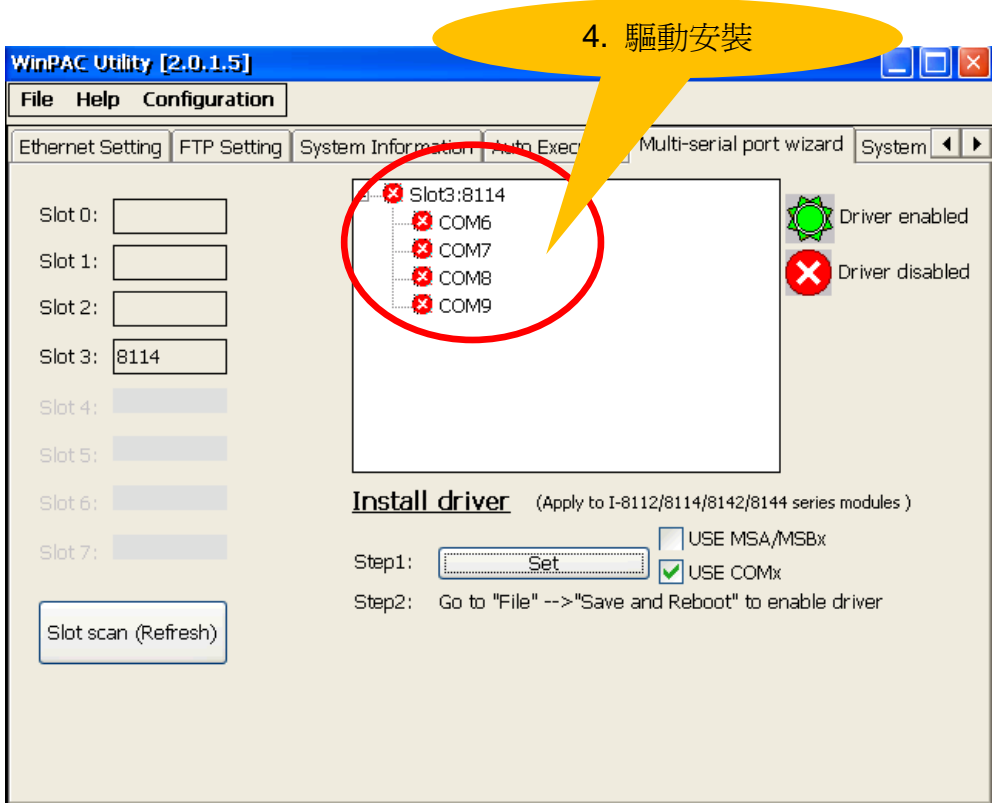 4. 驅動安裝
WinPAC Utility [2.0.1.5]
File Help Configuration
Ethernet Setting FTP Setting System Information Auto Multi-serial port wizard System
Slot 0:
Slot 1:
Slot 2:
Slot 3: 8114
Slot 4:
Slot 5:
Slot 6:
Slot 7:
Slot scan (Refresh)
Slot3:8114
COM6
COM7
COM8
COM9
Driver enabled
Driver disabled
Install driver (Apply to I-8112/8114/8142/8144 series modules )
USE MSA/MSBx
Step1: Set
USE COMx
Step2: Go to "File" -->"Save and Reboot" to enable driver